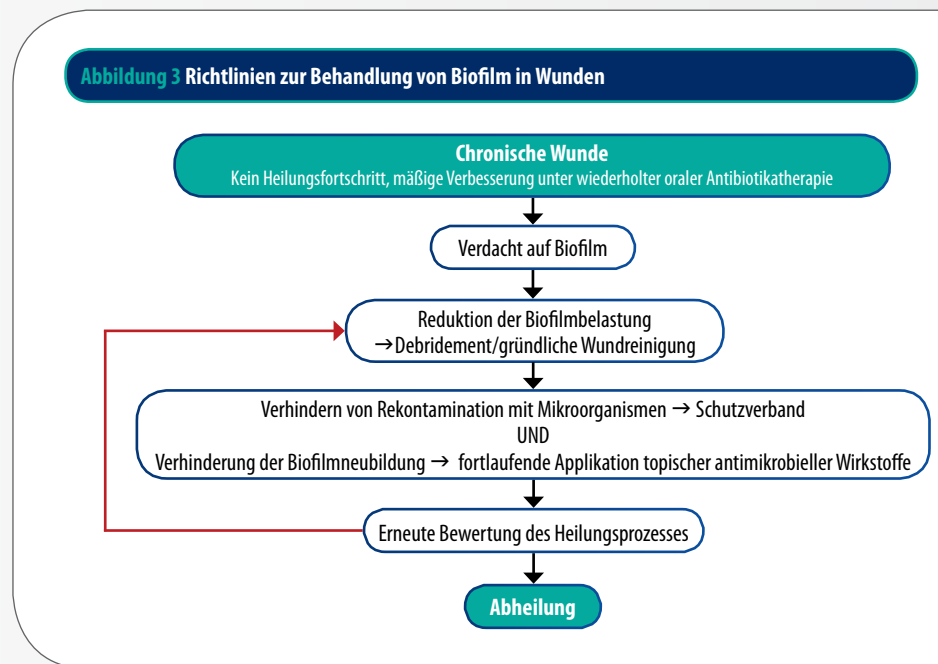 Abbildung 3 Richtlinien zur Behandlung von Biofilm in Wunden
Chronische Wunde
Kein Heilungsfortschritt, mäßige Verbesserung unter wiederholter oraler Antibiotikatherapie
Verdacht auf Biofilm
Reduktion der Biofilmbelastung
→Debridement/gründliche Wundreinigung
Verhindern von Rekontamination mit Mikroorganismen → Schutzverband
UND
Verhinderung der Biofilmneubildung → fortlaufende Applikation topischer antimikrobieller Wirkstoffe
Erneute Bewertung des Heilungsprozesses
Abheilung